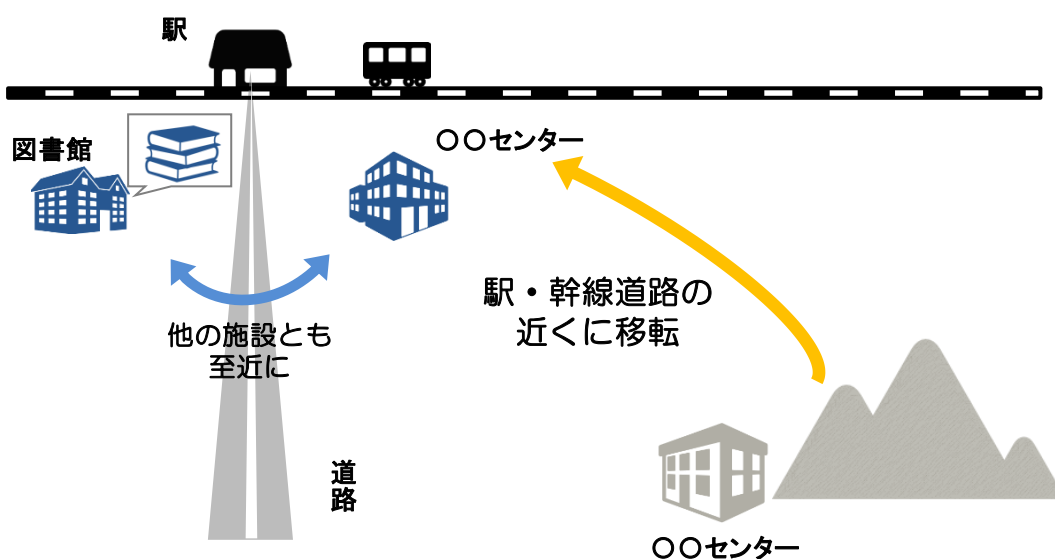 駅
図書館
〇〇センター
駅・幹線道路の
近くに移転
他の施設とも
至近に
道路
〇〇センター